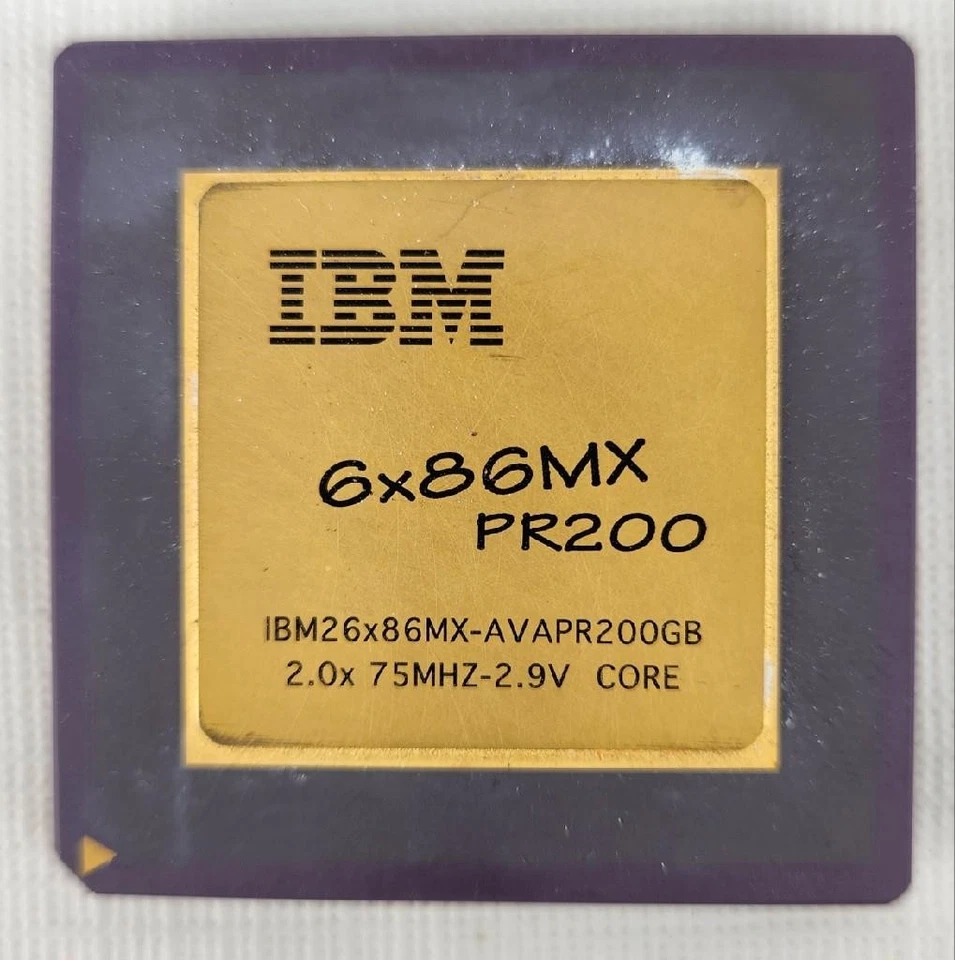 IBM
6x86MX
PR200
IBM26x86MX-AVAPR200GB
2.0x 75MHZ-2.9V CORE